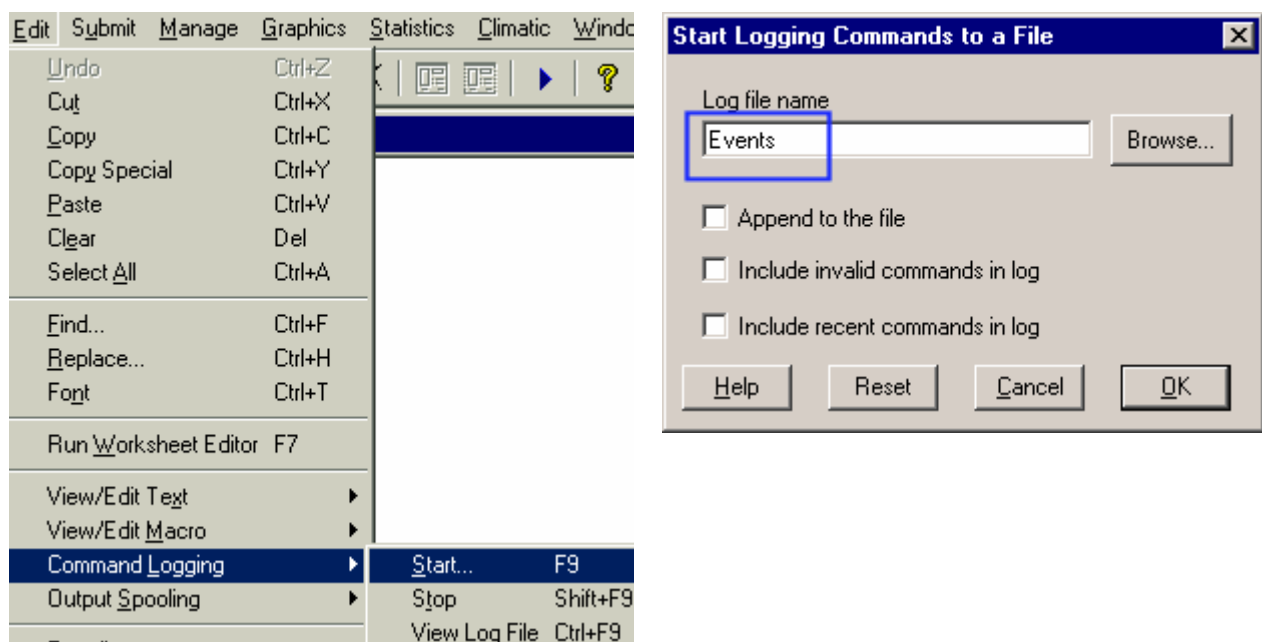 Edit Submit Manage Graphics Statistics Climatic
Undo Ctrl+Z
Cut Ctrl+X
Copy Ctrl+C
Copy Special Ctrl+Y
Paste Ctrl+V
Clear Del
Select All Ctrl+A
Find... Ctrl+F
Replace... Ctrl+H
Font Ctrl+T
Run Worksheet Editor F7
View/Edit Text
View/Edit Macro
Command Logging
Output Spooling
Start... F9
Stop Shift+F9
View Log File Ctrl+F9
Start Logging Commands to a File
Log file name
Events
Browse...
Append to the file
Include invalid commands in log
Include recent commands in log
Help Reset Cancel OK